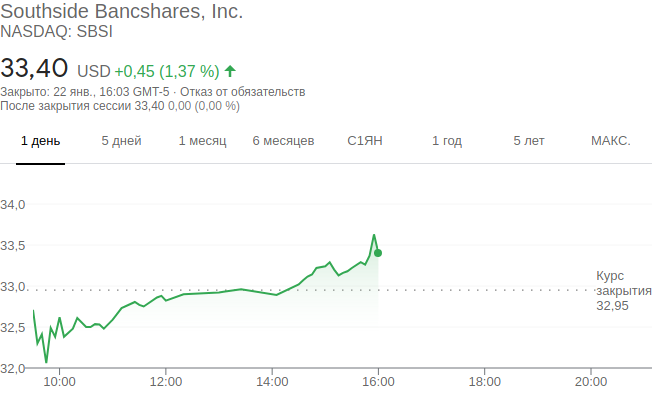 Southside Bancshares, Inc.
NASDAQ: SBSI
33,40 USD +0,45 (1,37 %)
Закрыто: 22 янв., 16:03 GMT-5 · Отказ от обязательств
После закрытия сессии 33,40 0,00 (0,00 %)
1 день 5 дней 1 месяц 6 месяцев С1ЯН 1 год 5 лет МАКС.
34,0
33,5
33,0
32,5
32,0
Курс
закрытия
32,95
10:00 12:00 14:00 16:00 18:00 20:00